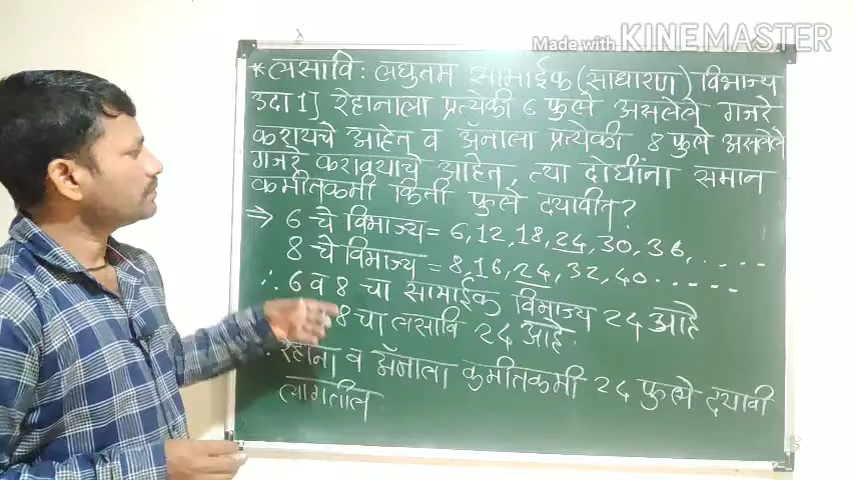 Made with KINEMASTER
* लसावि : लघुतम सामाईक (साधारण) विभाज्य
उदा 1] रेहानाला प्रत्येकी 6 फुले असलेले गजरे
करायचे आहेत व ॲनाला प्रत्येकी 8 फुले असलेले
गजरे करावयाचे आहेत, त्या दोघींना समान
कमीतकमी किती फुले दयावीत?
⇒ 6 चे विभाज्य = 6, 12, 18, 24, 30, 36, . . . . .
8 चे विभाज्य = 8, 16, 24, 32, 40 . . . . . .
∴ 6 व 8 चा सामाईक विभाज्य 24 आहे
8 चा लसावि 24 आहे.
रेहाना व ॲनाला कमीतकमी 24 फुले दयावी
लागतील